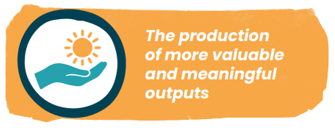 The production
of more valuable
and meaningful
outputs